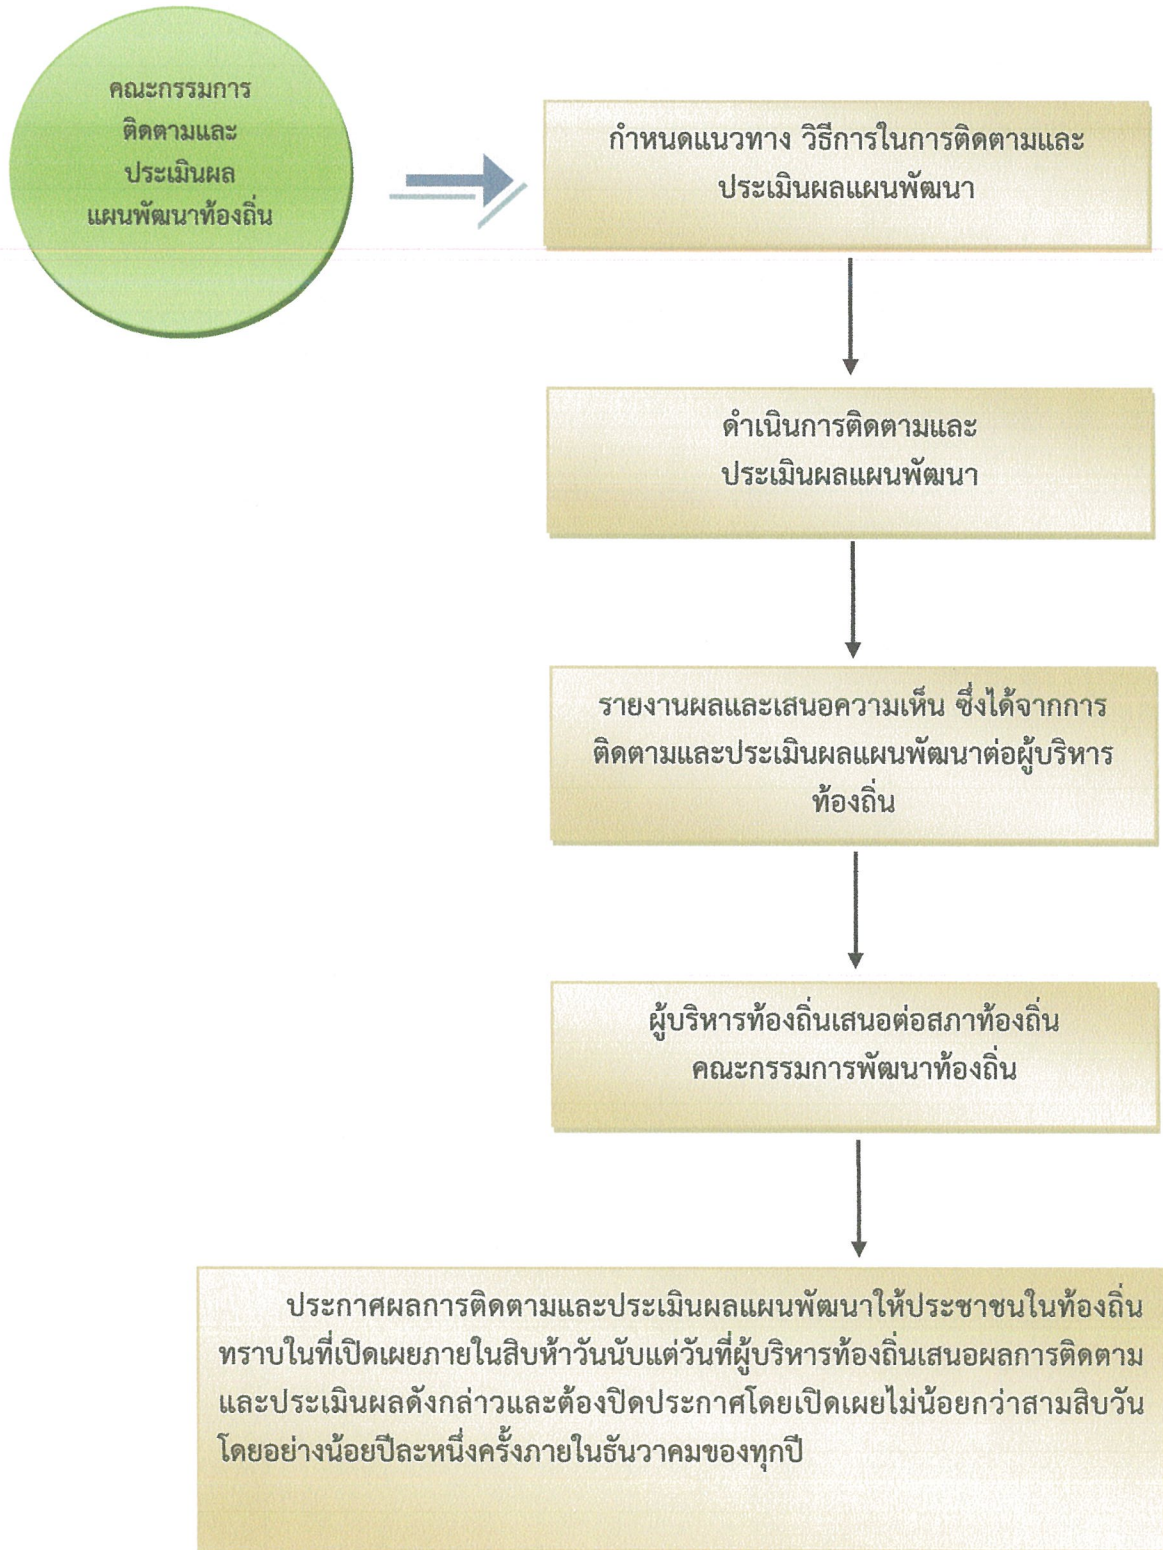 คณะกรรมการ
ติดตามและ
ประเมินผล
แผนพัฒนาท้องถิ่น
กำหนดแนวทาง วิธีการในการติดตามและ
ประเมินผลแผนพัฒนา
ดำเนินการติดตามและ
ประเมินผลแผนพัฒนา
รายงานผลและเสนอความเห็น ซึ่งได้จากการ
ติดตามและประเมินผลแผนพัฒนาต่อผู้บริหาร
ท้องถิ่น
ผู้บริหารท้องถิ่นเสนอต่อสภาท้องถิ่น
คณะกรรมการพัฒนาท้องถิ่น
ประกาศผลการติดตามและประเมินผลแผนพัฒนาให้ประชาชนในท้องถิ่น
ทราบในที่เปิดเผยภายในสิบห้าวันนับแต่วันที่ผู้บริหารท้องถิ่นเสนอผลการติดตาม
และประเมินผลดังกล่าวและต้องปิดประกาศโดยเปิดเผยไม่น้อยกว่าสามสิบวัน
โดยอย่างน้อยปีละหนึ่งครั้งภายในธันวาคมของทุกปี